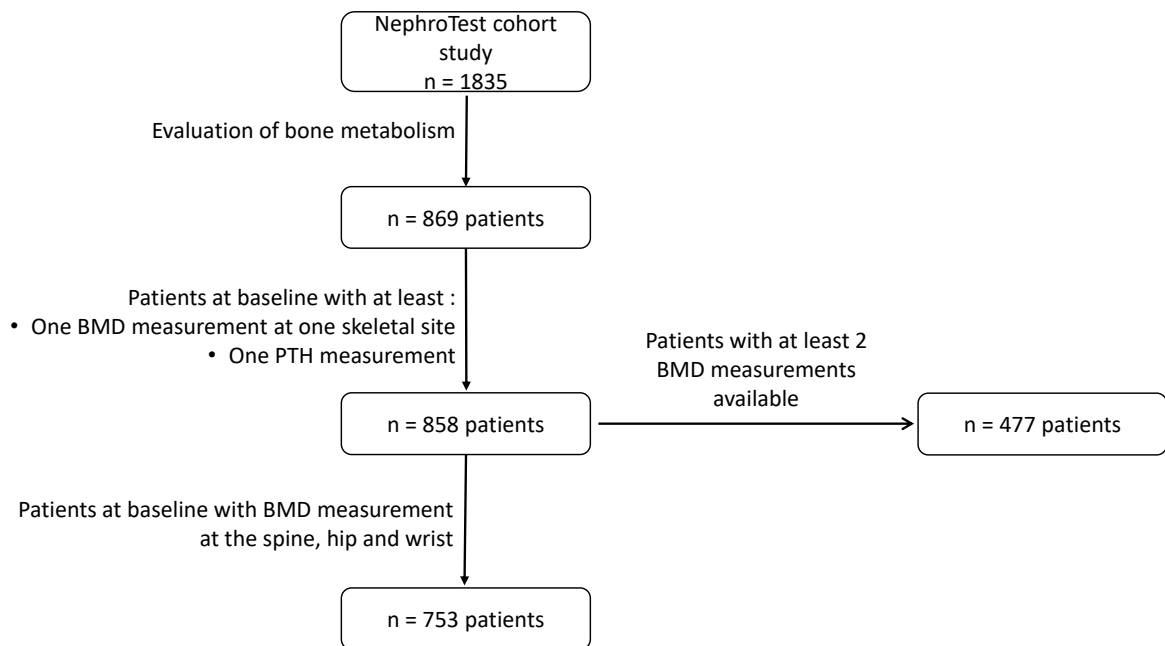 NephroTest cohort
study
n = 1835
Evaluation of bone metabolism
n = 869 patients
Patients at baseline with at least :
• One BMD measurement at one skeletal site
• One PTH measurement
Patients with at least 2
BMD measurements
available
n = 858 patients
n = 477 patients
Patients at baseline with BMD measurement
at the spine, hip and wrist
n = 753 patients